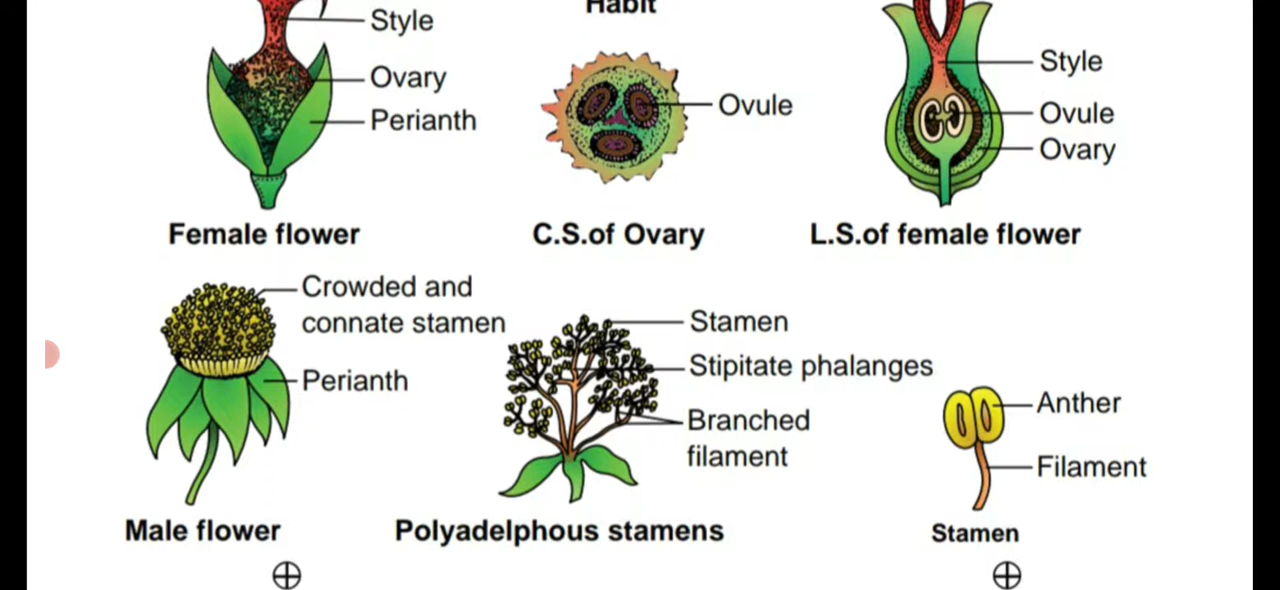 Habit
Style
Ovary
Perianth
Female flower
Ovule
C.S.of Ovary
Style
Ovule
Ovary
L.S.of female flower
Crowded and
connate stamen
Perianth
Male flower
Stamen
Stipitate phalanges
Branched
filament
Polyadelphous stamens
Anther
Filament
Stamen